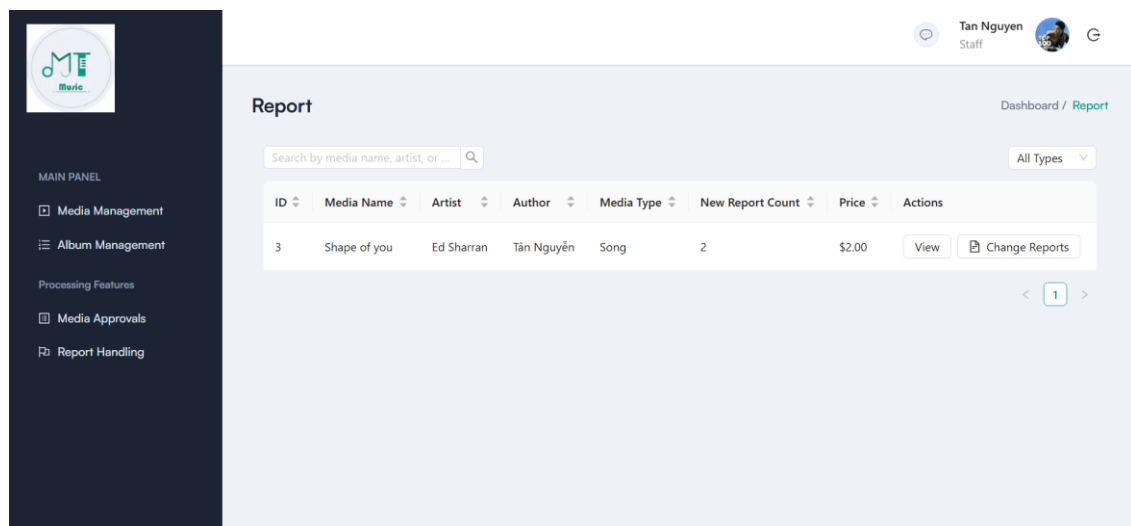 MT
Music
Tan Nguyen
Staff
Report
Dashboard / Report
Search by media name, artist, or ...
All Types
MAIN PANEL
Media Management
Album Management
Processing Features
Media Approvals
Report Handling
ID Media Name Artist Author Media Type New Report Count Price Actions
3 Shape of you Ed Sharran Tân Nguyễn Song 2 $2.00 View Change Reports
< 1 >